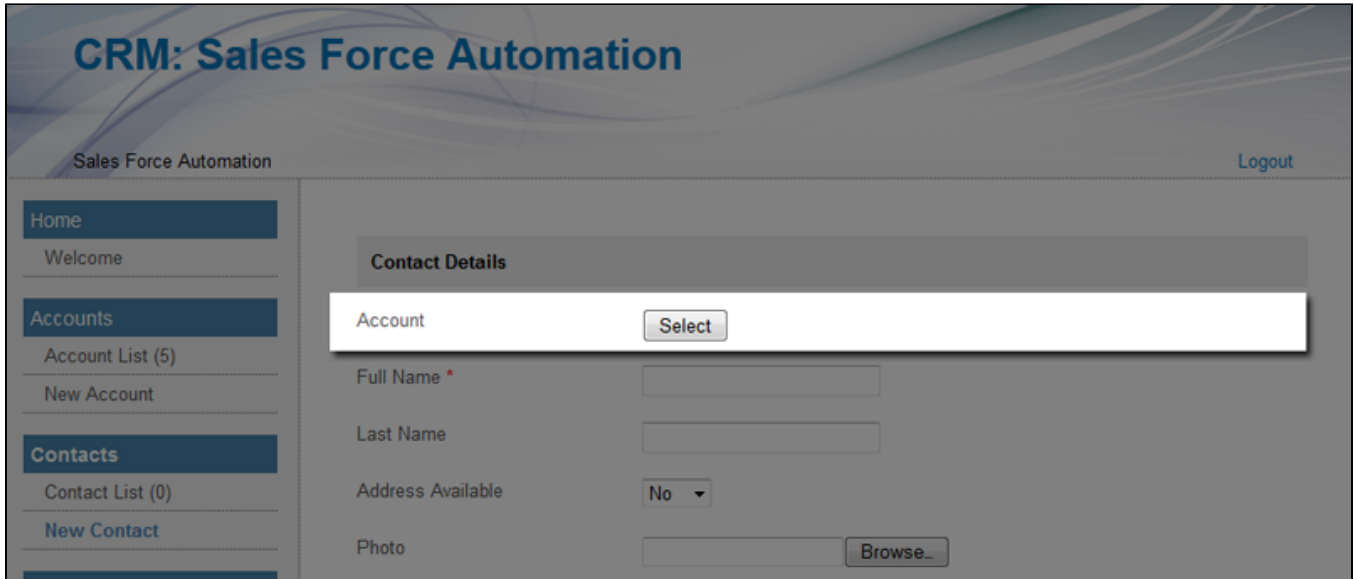 CRM: Sales Force Automation
Sales Force Automation
Logout
Home
Welcome
Accounts
Account List (5)
New Account
Contacts
Contact List (0)
New Contact
Contact Details
Account Select
Full Name *
Last Name
Address Available No
Photo Browse...